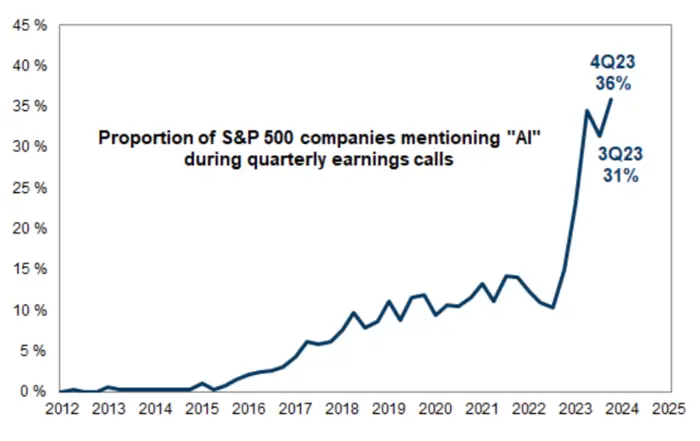 45 %
40 %
35 %
30 %
25 %
20 %
15 %
10 %
5 %
0 %
Proportion of S&P 500 companies mentioning "AI"
during quarterly earnings calls
4Q23
36%
3Q23
31%
2012 2013 2014 2015 2016 2017 2018 2019 2020 2021 2022 2023 2024 2025